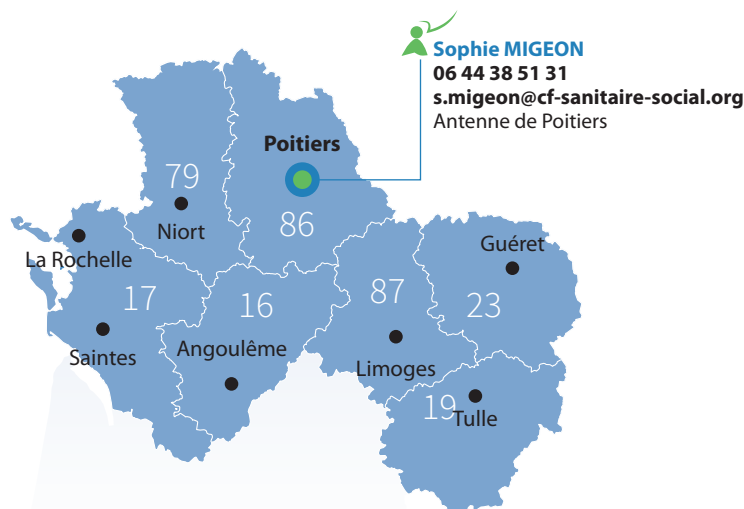 Sophie MIGEON
06 44 38 51 31
s.migeon@cf-sanitaire-social.org
Antenne de Poitiers
Poitiers
79
86
Niort
La Rochelle
Guéret
17
16
87
23
Saintes
Angoulême
Limoges
19
Tulle